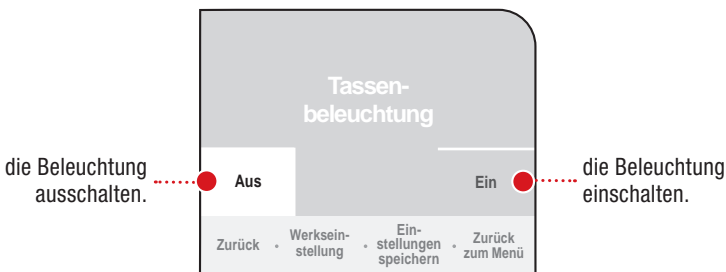 Tassen-
beleuchtung
die Beleuchtung
ausschalten.
Aus
Ein
die Beleuchtung
einschalten.
Zurück • Werksein-
stellung • Ein-
stellungen
speichern • Zurück
zum Menü